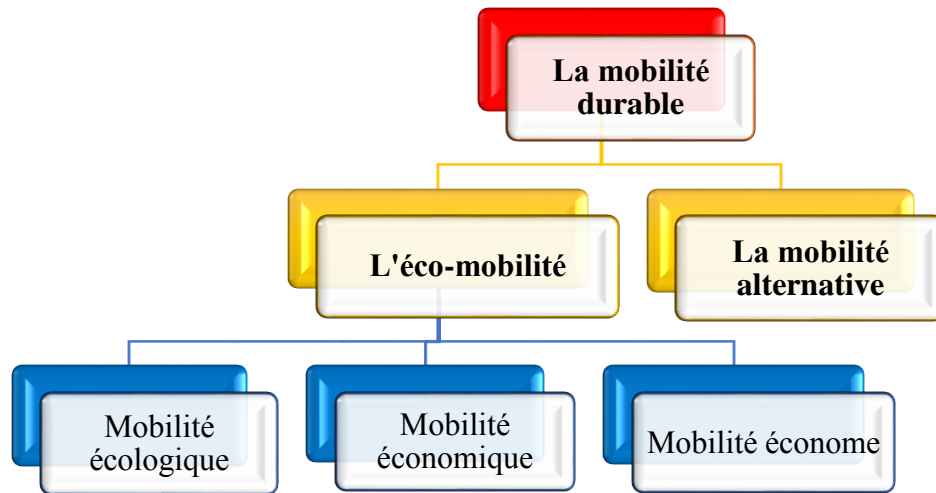 La mobilité
durable
L'éco-mobilité
La mobilité
alternative
Mobilité
écologique
Mobilité
économique
Mobilité économe